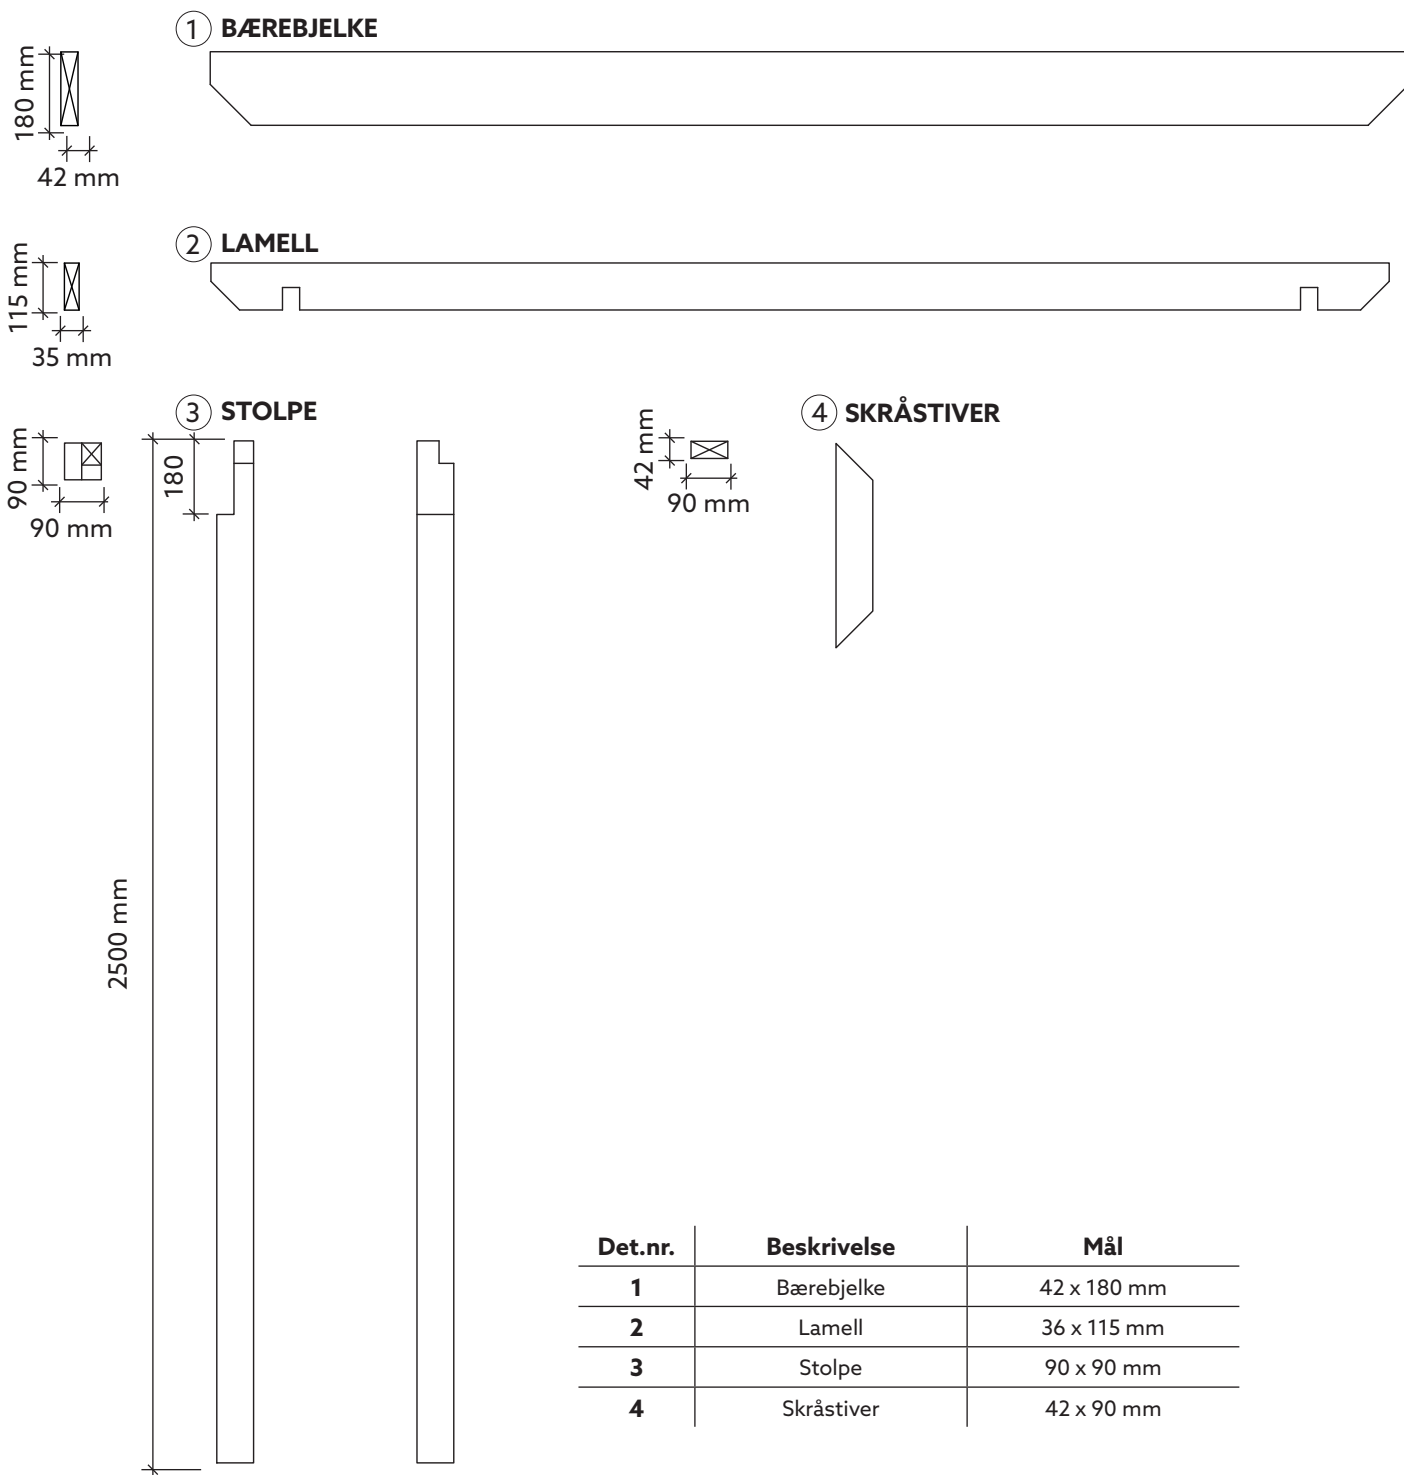 1 BÆREBJELKE
180 mm
42 mm
2 LAMELL
115 mm
35 mm
3 STOLPE
90 mm
90 mm
180
2500 mm
4 SKRÅSTIVER
42 mm
90 mm
Det.nr. Beskrivelse Mål
1 Bærebjelke 42 x 180 mm
2 Lamell 36 x 115 mm
3 Stolpe 90 x 90 mm
4 Skråstiver 42 x 90 mm